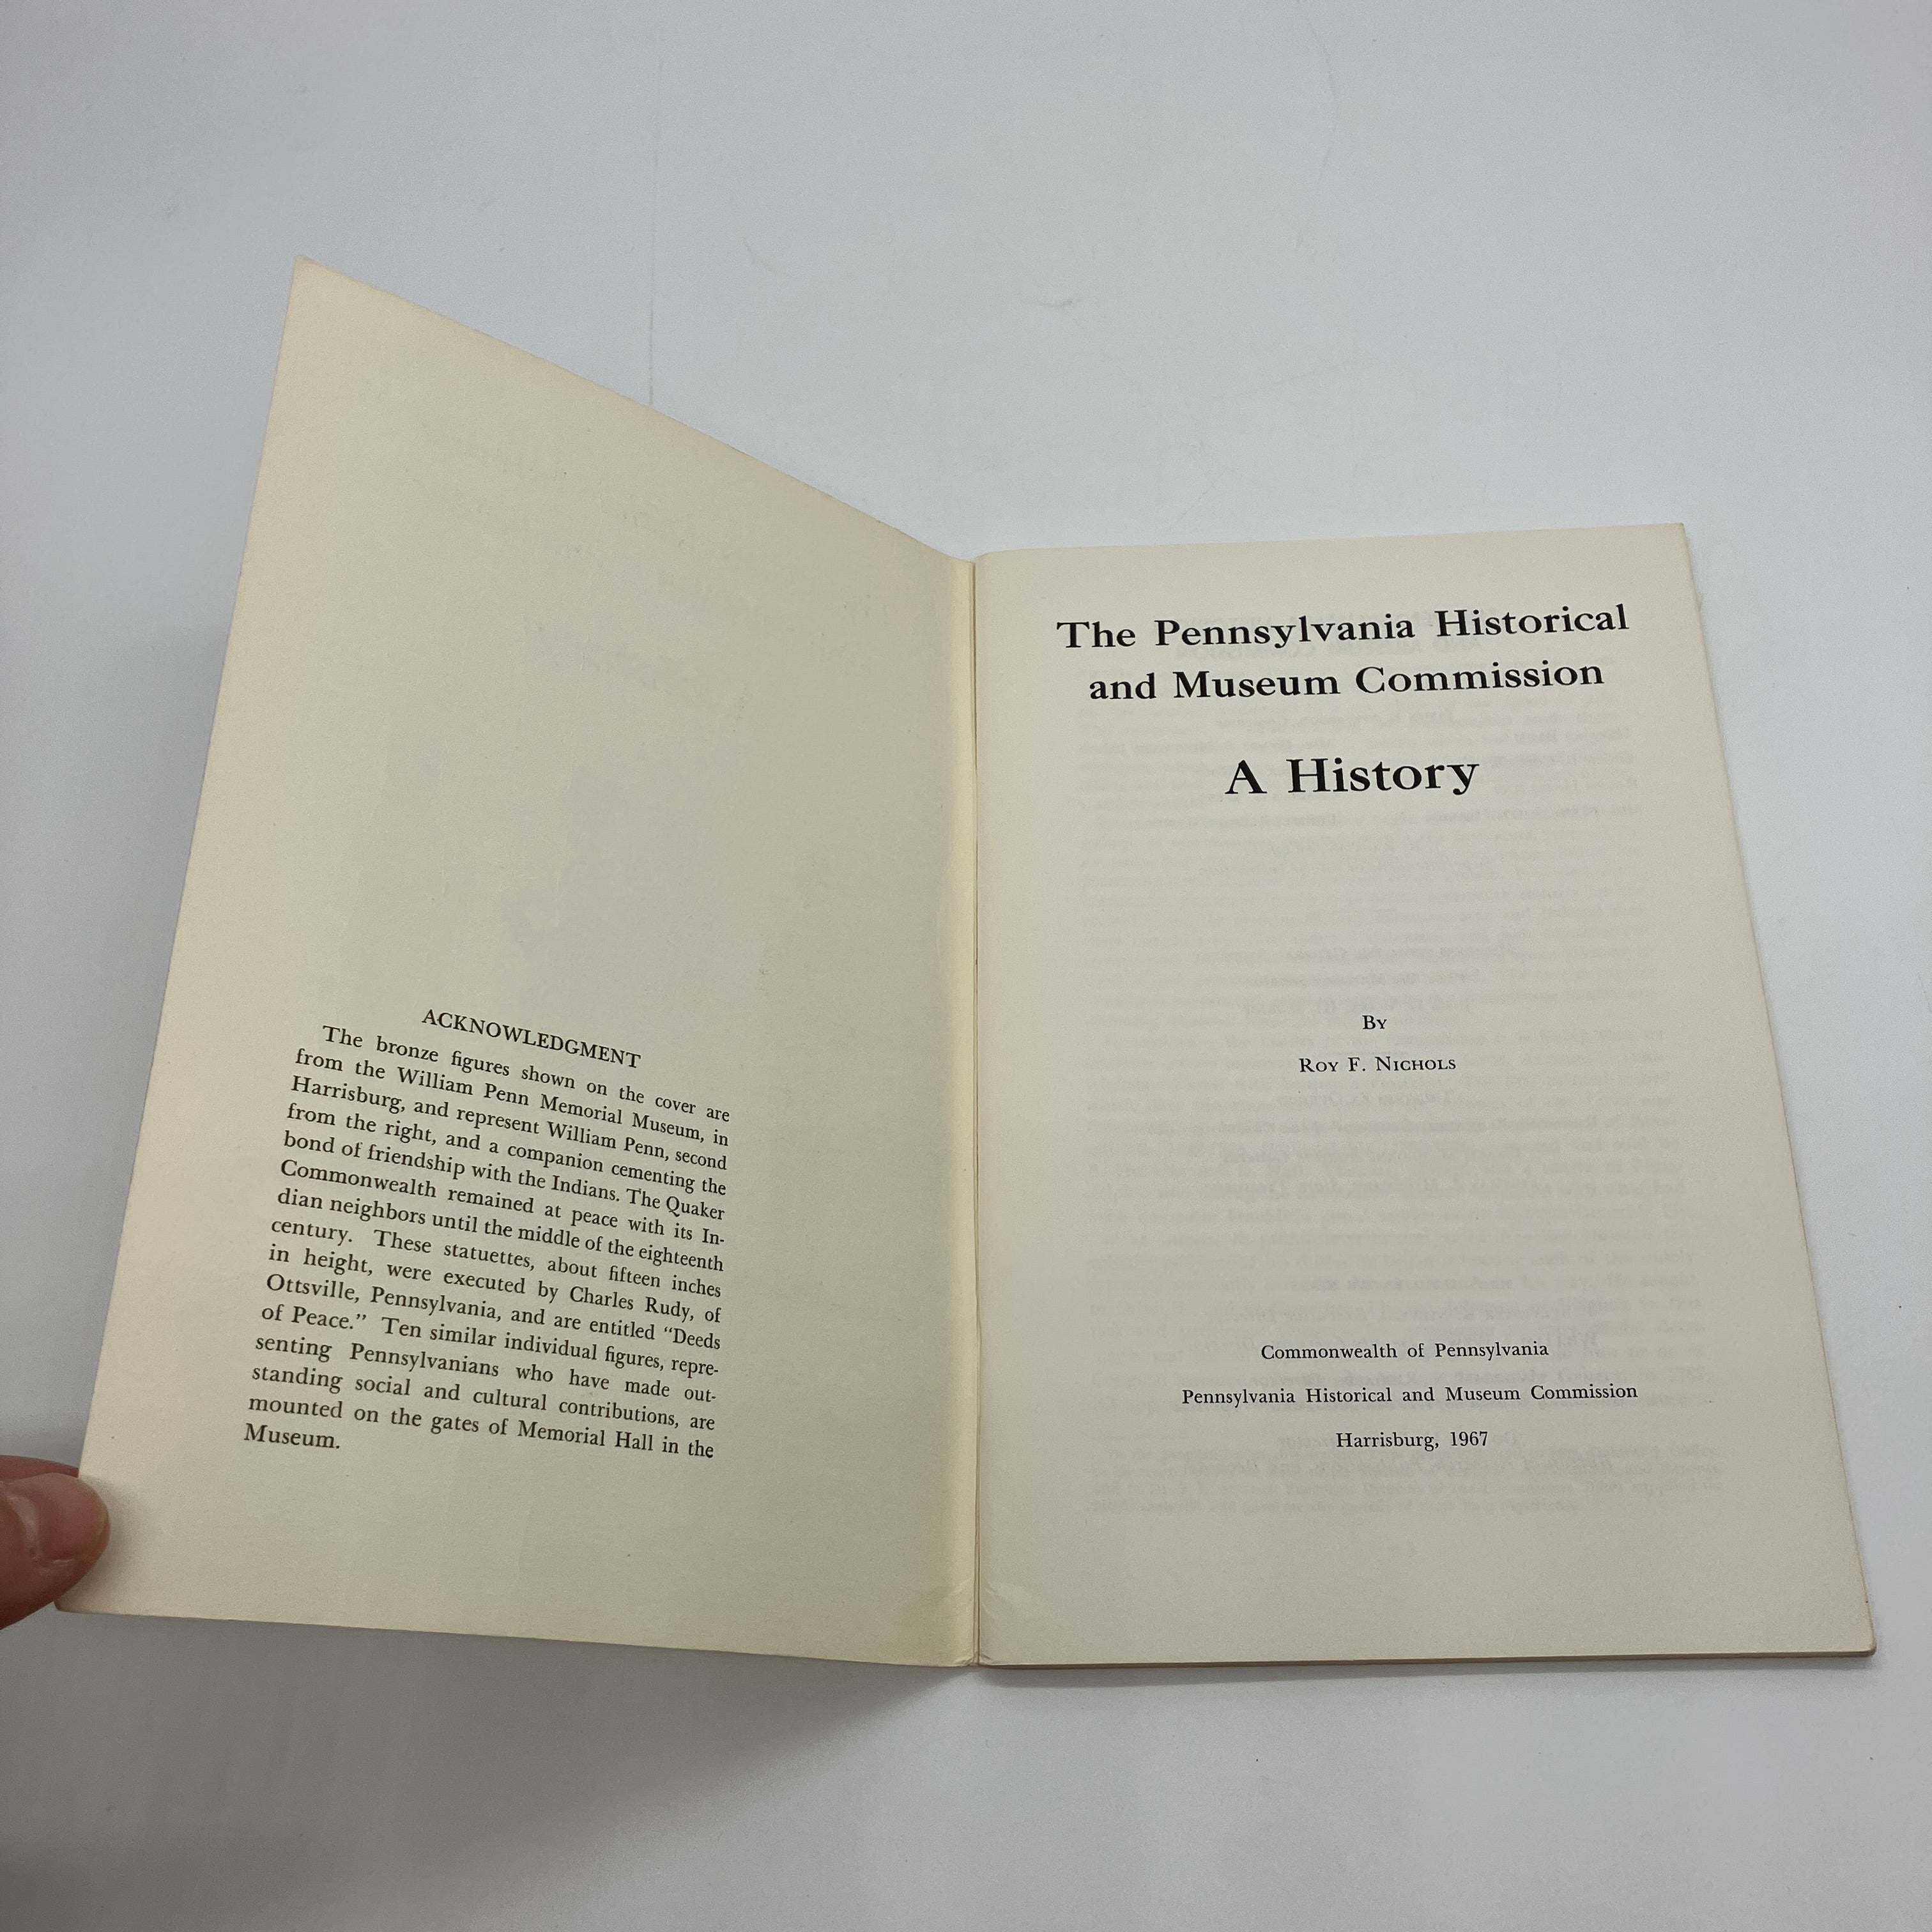 ACKNOWLEDGMENT
The bronze figures shown on the cover are
from the William Penn Memorial Museum, in
Harrisburg, and represent William Penn, second
from the right, and a companion cementing the
bond of friendship with the Indians. The Quaker
Commonwealth remained at peace with its In-
dian neighbors until the middle of the eighteenth
century. These statuettes, about fifteen inches
in height, were executed by Charles Rudy, of
Ottsville, Pennsylvania, and are entitled “Deeds
of Peace.” Ten similar individual figures, repre-
senting Pennsylvanians who have made out-
standing social and cultural contributions, are
mounted on the gates of Memorial Hall in the
Museum.
The Pennsylvania Historical
and Museum Commission
A History
By
Roy F. Nichols
Commonwealth of Pennsylvania
Pennsylvania Historical and Museum Commission
Harrisburg, 1967